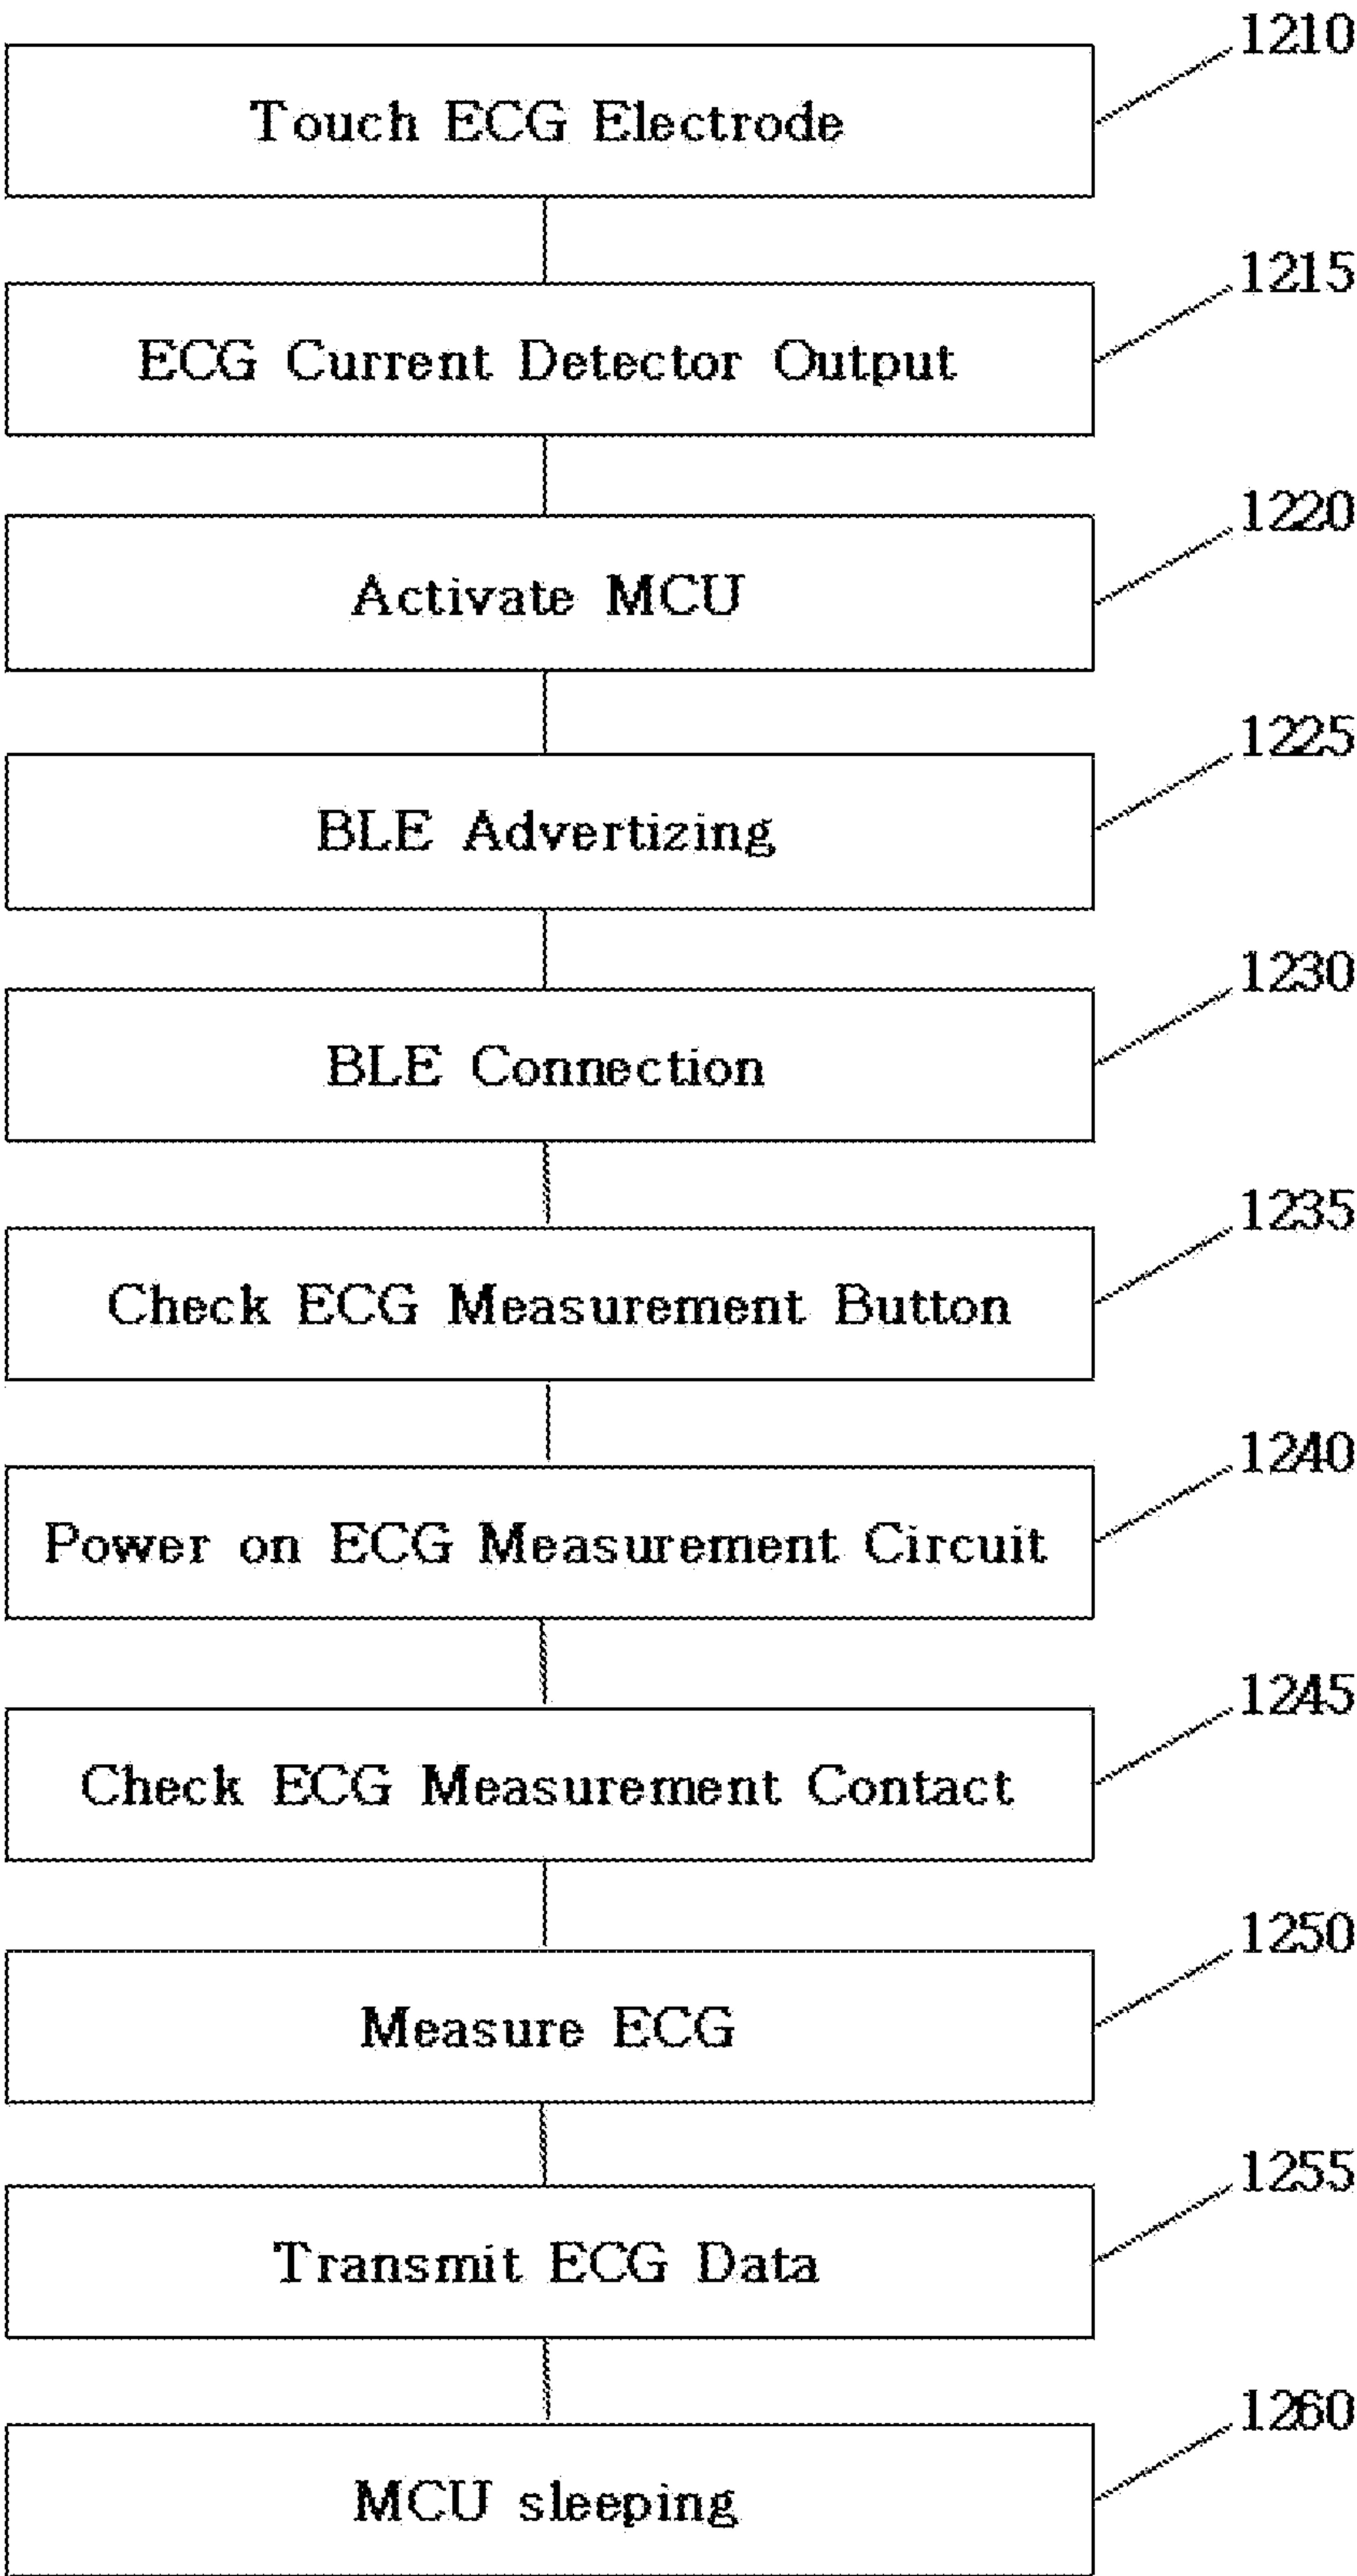 1210
Touch ECG Electrode
1215
ECG Current Detector Output
1220
Activate MCU
1225
BLE Advertizing
1230
BLE Connection
1235
Check ECG Measurement Button
1240
Power on ECG Measurement Circuit
1245
Check ECG Measurement Contact
1250
Measure ECG
1255
Transmit ECG Data
1260
MCU sleeping